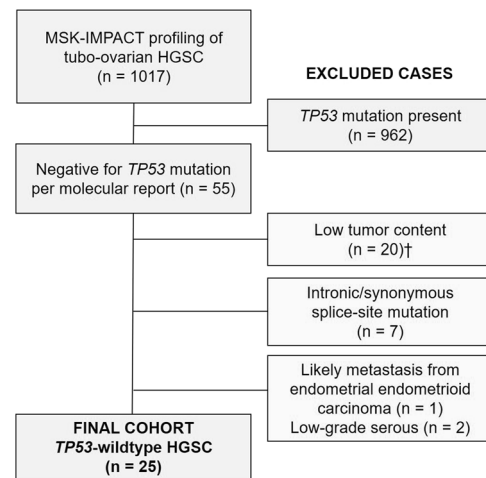 MSK-IMPACT profiling of
tubo-ovarian HGSC
(n = 1017)
EXCLUDED CASES
TP53 mutation present
(n = 962)
Negative for TP53 mutation
per molecular report (n = 55)
Low tumor content
(n = 20)†
Intronic/synonymous
splice-site mutation
(n = 7)
Likely metastasis from
endometrial endometrioid
carcinoma (n = 1)
Low-grade serous (n = 2)
FINAL COHORT
TP53-wildtype HGSC
(n = 25)